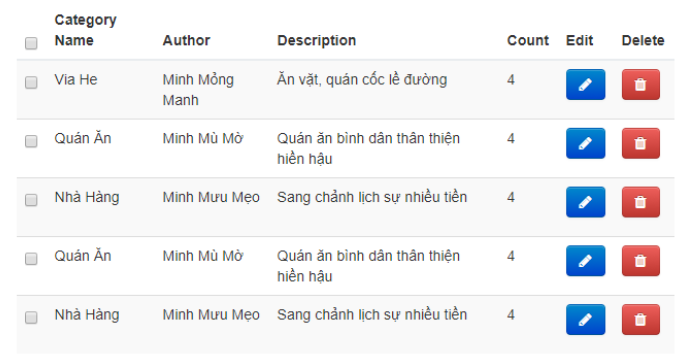 Category
Name Author Description Count Edit Delete
Via He Minh Mỏng Ăn vặt, quán cốc lề đường 4
Manh
Quán Ăn Minh Mù Mờ Quán ăn bình dân thân thiện 4
hiền hậu
Nhà Hàng Minh Mưu Mẹo Sang chảnh lịch sự nhiều tiền 4
Quán Ăn Minh Mù Mờ Quán ăn bình dân thân thiện 4
hiền hậu
Nhà Hàng Minh Mưu Mẹo Sang chảnh lịch sự nhiều tiền 4